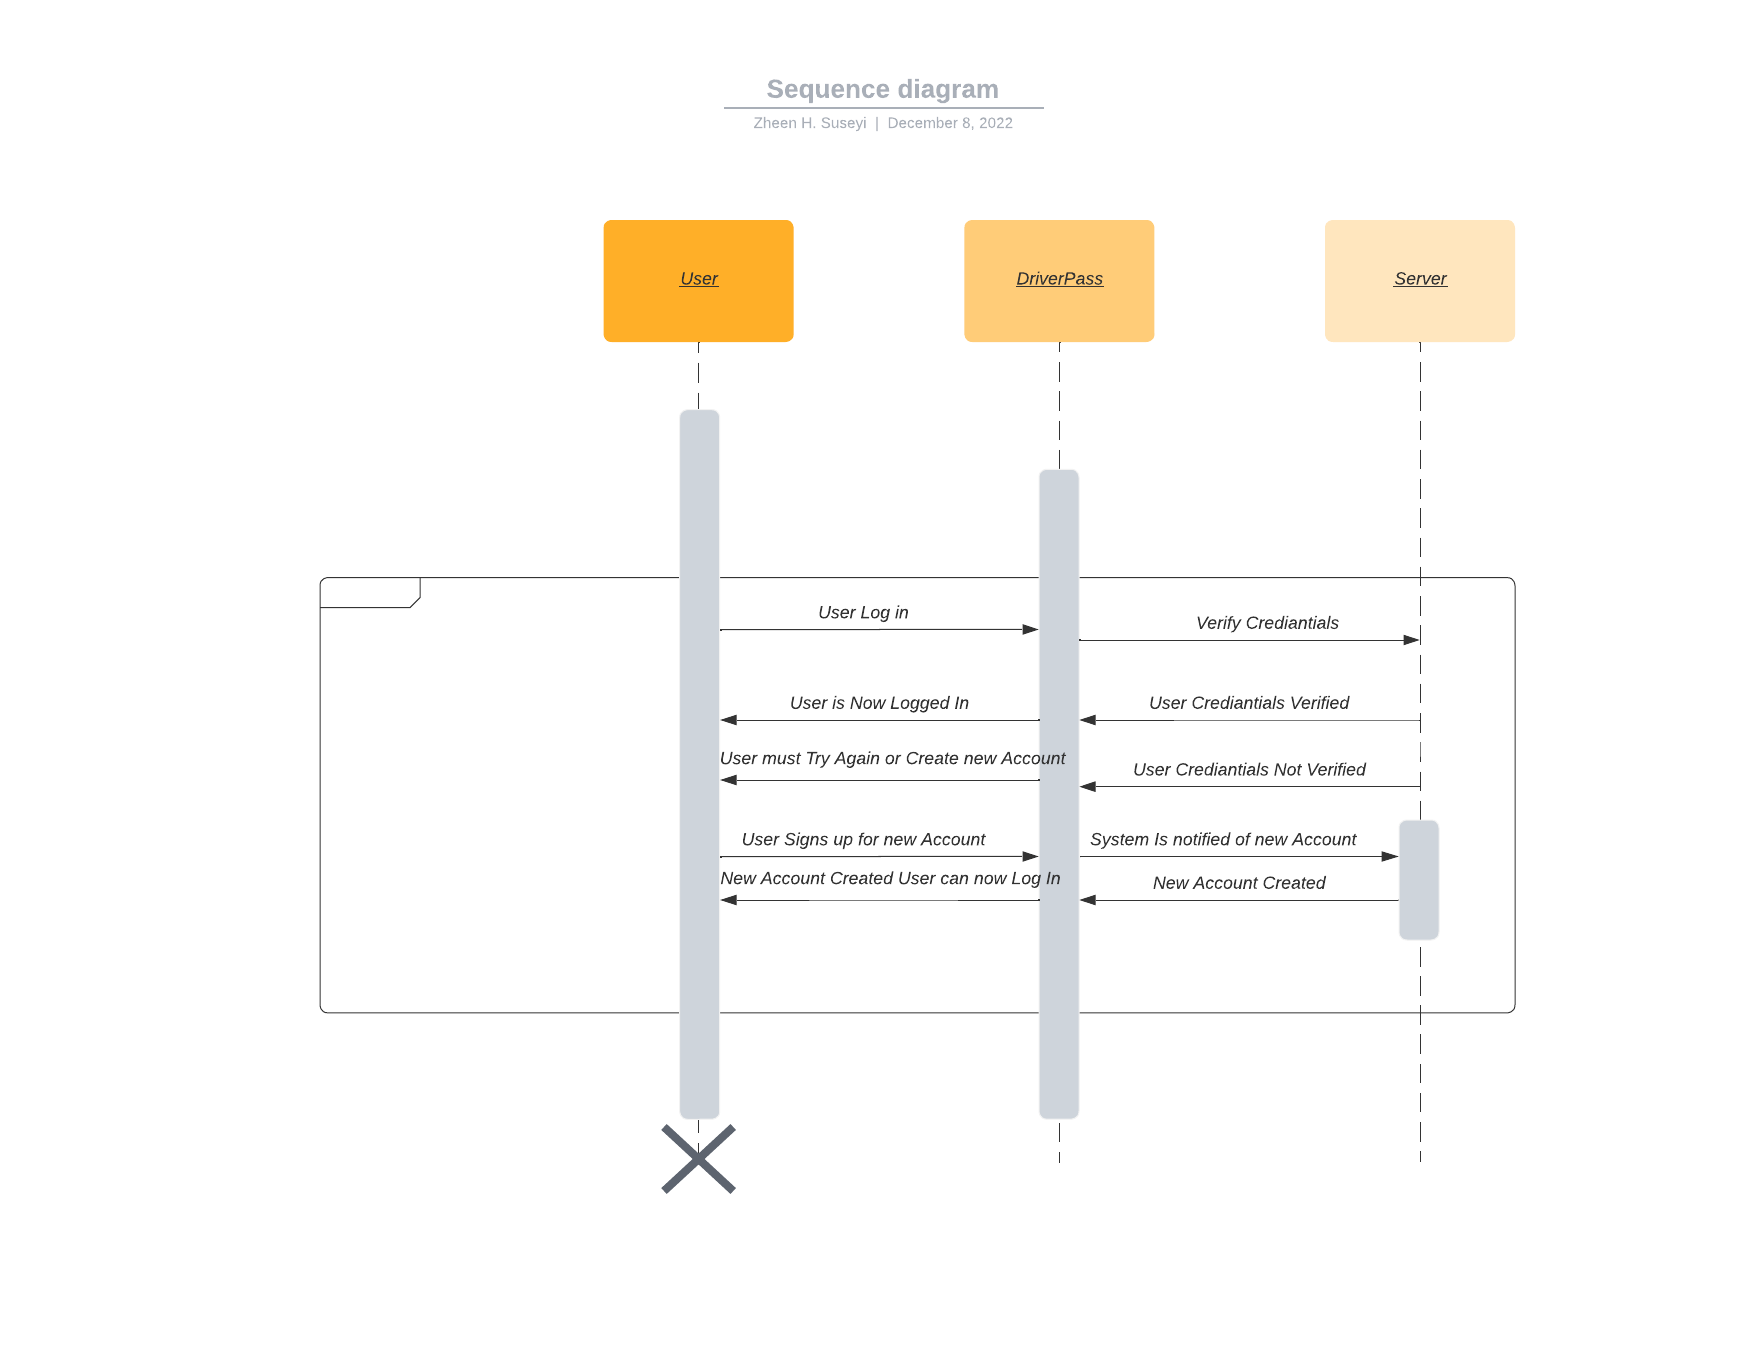 Sequence diagram
Zheen H. Suseyi | December 8, 2022
User
DriverPass
Server
User Log in
Verify Crediantials
User is Now Logged In
User Crediantials Verified
User must Try Again or Create new Account
User Crediantials Not Verified
User Signs up for new Account
System Is notified of new Account
New Account Created User can now Log In
New Account Created